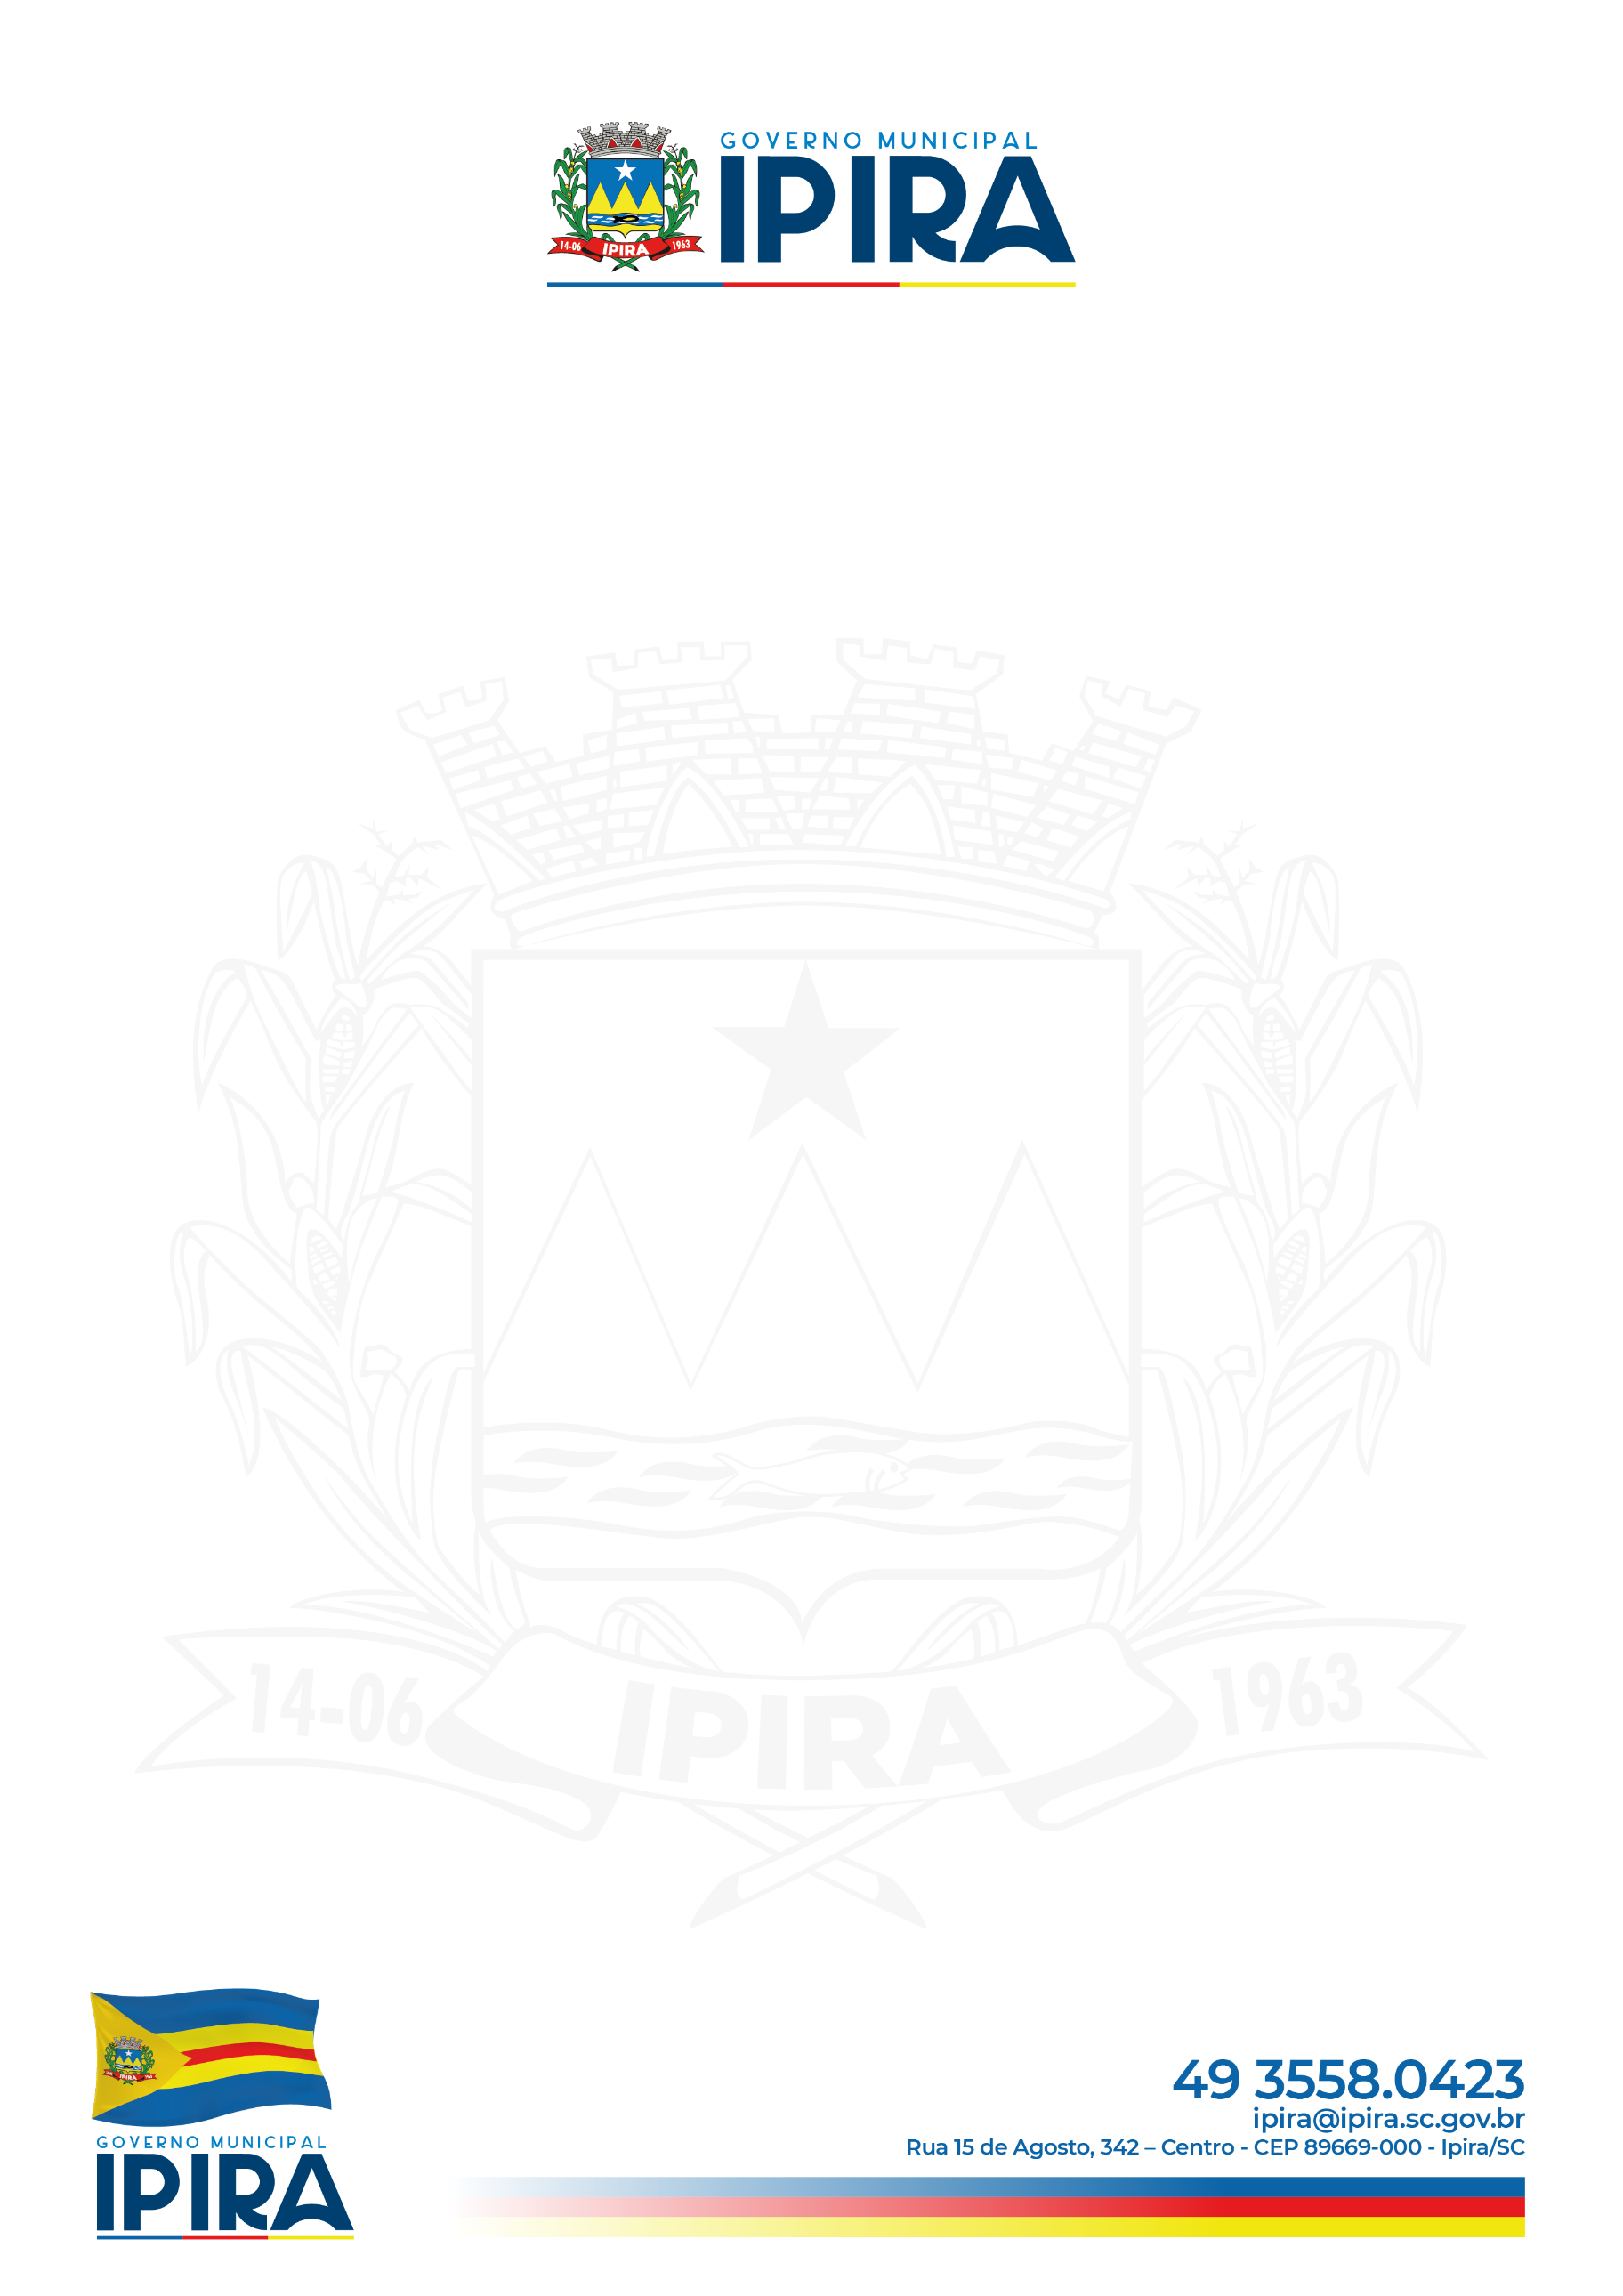 GOVERNO MUNICIPAL
IPIRA
14-06 IPIRA 1963
14-06 IPIRA 1963
IPIRA
GOVERNO MUNICIPAL
IPIRA
49 3558.0423
ipira@ipira.sc.gov.br
Rua 15 de Agosto, 342 – Centro - CEP 89669-000 - Ipira/SC